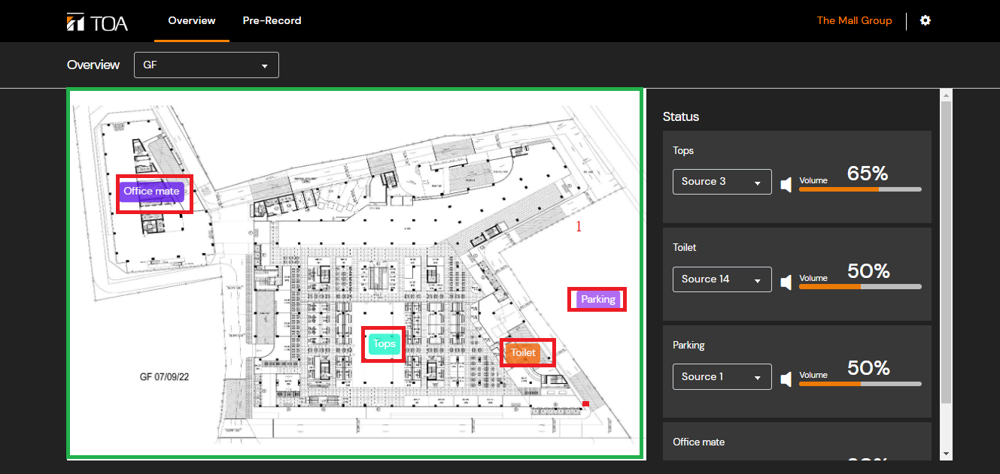 TOA
Overview
Pre-Record
The Mall Group
Overview
GF
Status
Tops
Source 3
Volume
65%
Office mate
1
Toilet
Source 14
Volume
50%
Parking
Tops
Toilet
GF 07/09/22
Parking
Source 1
Volume
50%
Office mate